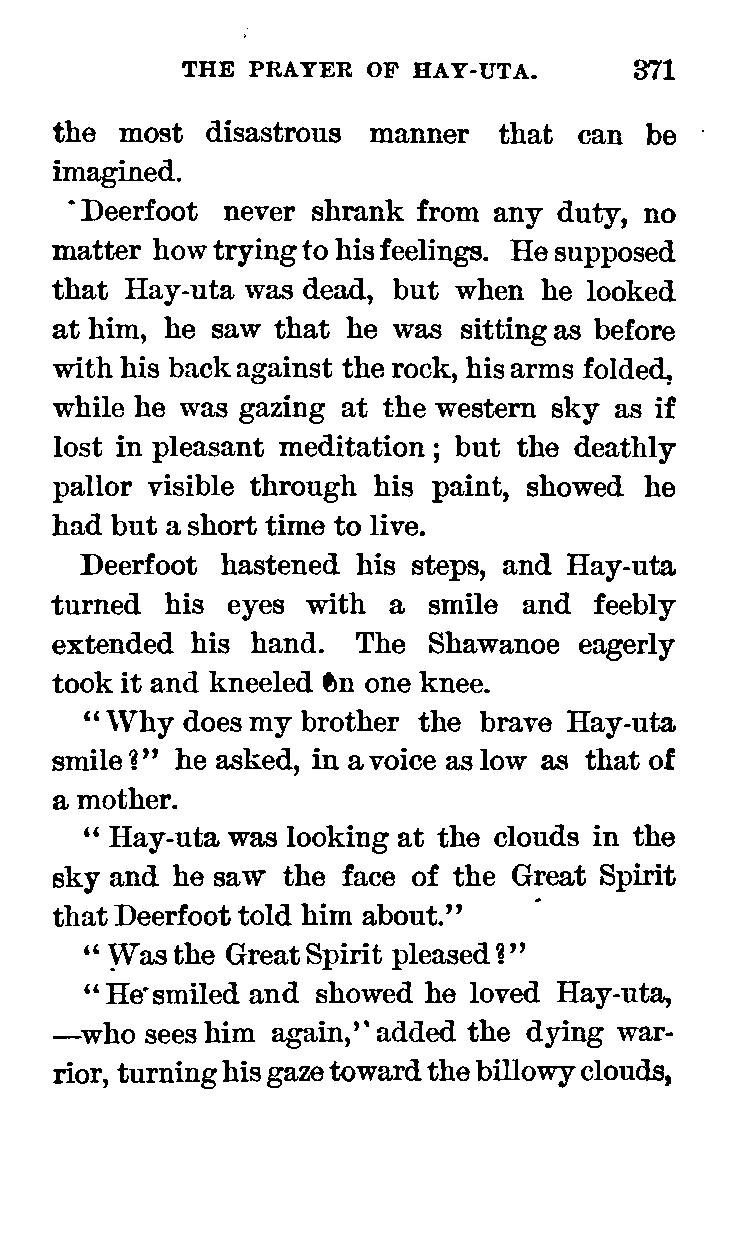 THE PRAYER OF HAY-UTA. 371
the most disastrous manner that can be
imagined.
Deerfoot never shrank from any duty, no
matter how trying to his feelings. He supposed
that Hay-uta was dead, but when he looked
at him, he saw that he was sitting as before
with his back against the rock, his arms folded,
while he was gazing at the western sky as if
lost in pleasant meditation; but the deathly
pallor visible through his paint, showed he
had but a short time to live.
Deerfoot hastened his steps, and Hay-uta
turned his eyes with a smile and feebly
extended his hand. The Shawanoe eagerly
took it and kneeled on one knee.
"Why does my brother the brave Hay-uta
smile?" he asked, in a voice as low as that of
a mother.
"Hay-uta was looking at the clouds in the
sky and he saw the face of the Great Spirit
that Deerfoot told him about."
"Was the Great Spirit pleased?"
"He smiled and showed he loved Hay-uta,
—who sees him again," added the dying war-
rior, turning his gaze toward the billowy clouds,